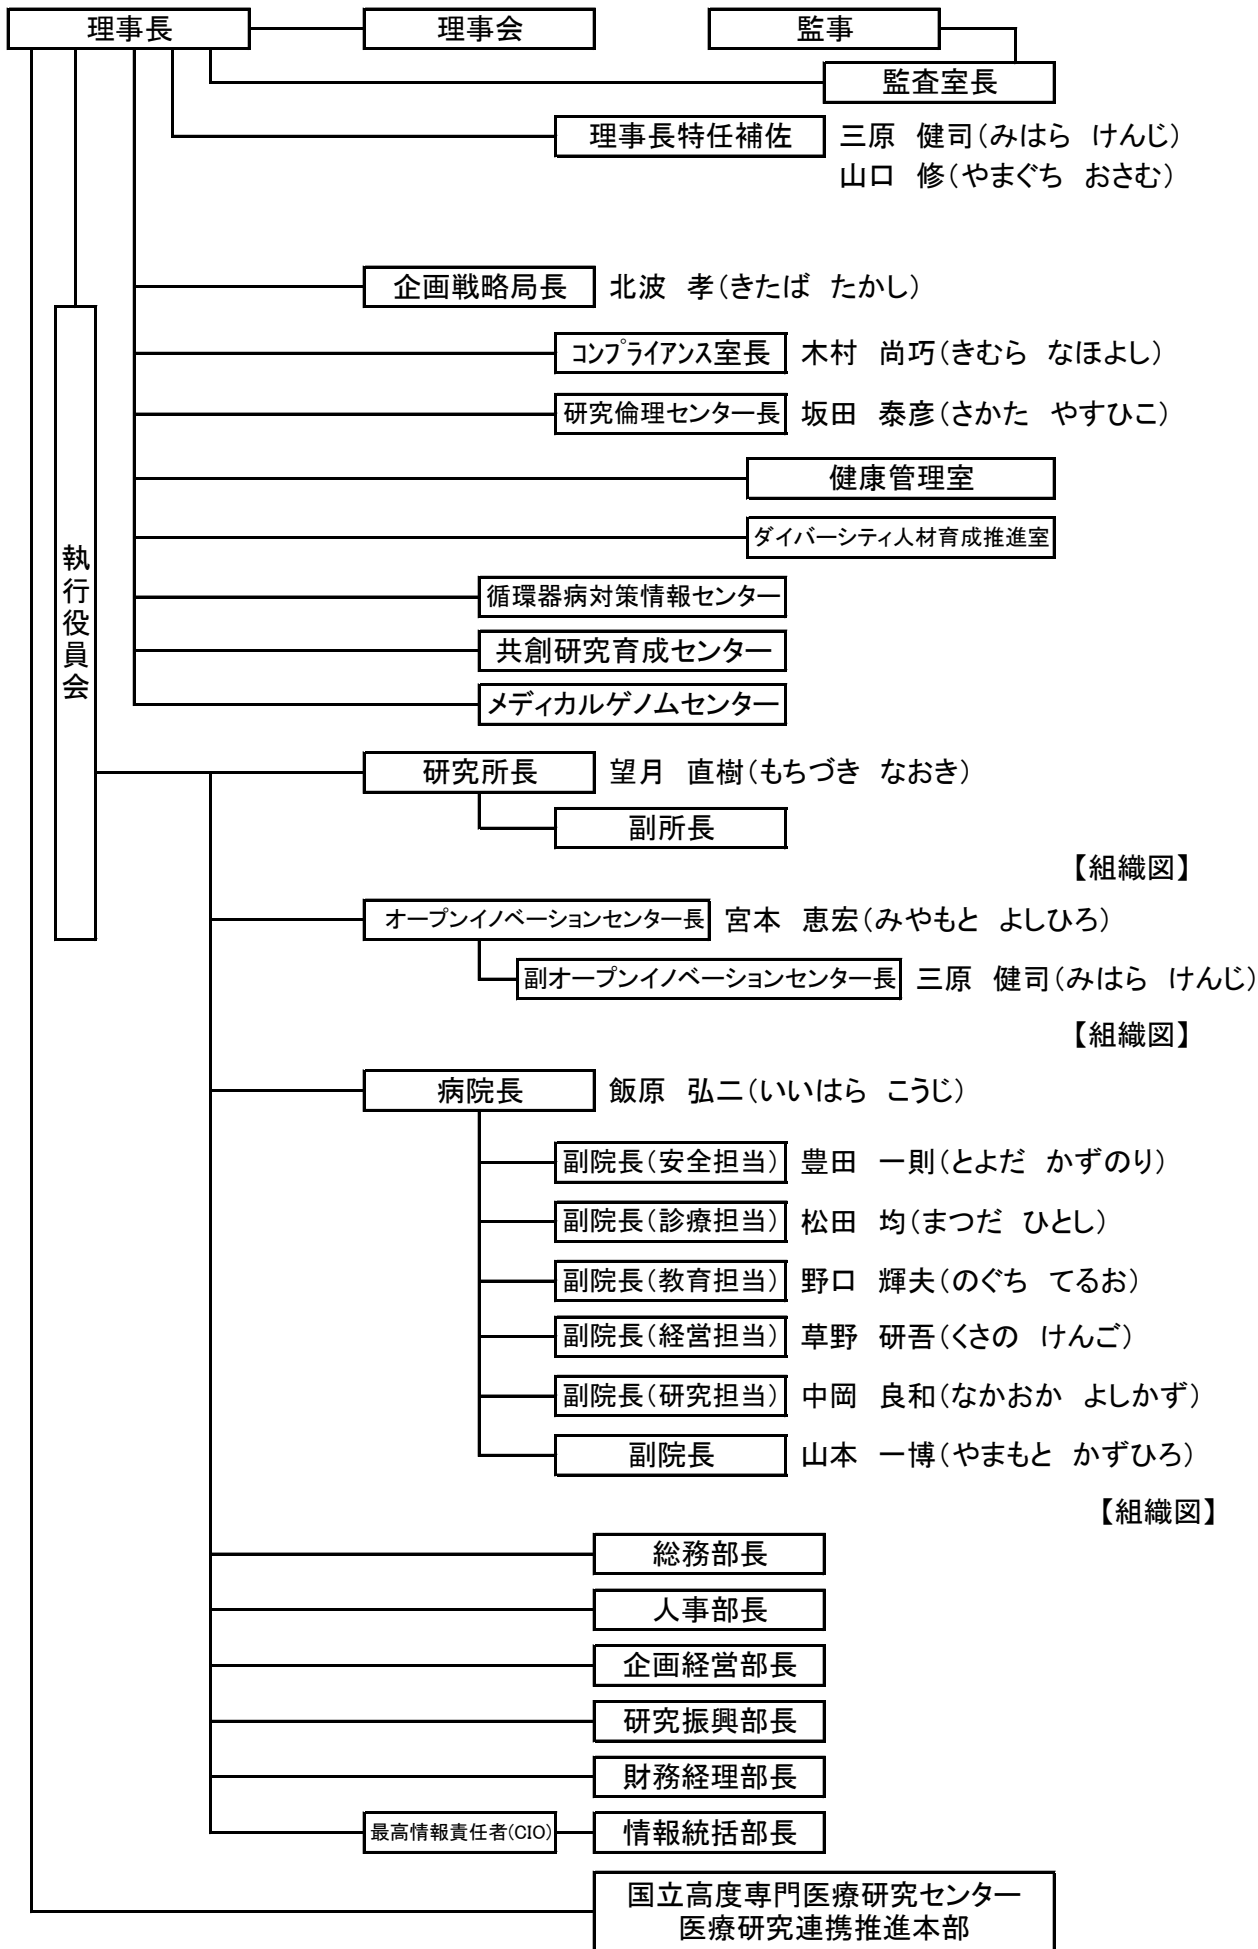 理事長 理事会 監事
監査室長
理事長特任補佐 三原 健司(みはら けんじ)
山口 修(やまぐち おさむ)
企画戦略局長 北波 孝(きたば たかし)
コンプライアンス室長 木村 尚巧(きむら なほよし)
研究倫理センター長 坂田 泰彦(さかた やすひこ)
健康管理室
ダイバーシティ人材育成推進室
執行役員会
循環器病対策情報センター
共創研究育成センター
メディカルゲノムセンター
研究所長 望月 直樹(もちづき なおき)
副所長
【組織図】
オープンイノベーションセンター長 宮本 恵宏(みやもと よしひろ)
副オープンイノベーションセンター長 三原 健司(みはら けんじ)
【組織図】
病院長 飯原 弘二(いいはら こうじ)
副院長(安全担当) 豊田 一則(とよだ かずのり)
副院長(診療担当) 松田 均(まつだ ひとし)
副院長(教育担当) 野口 輝夫(のぐち てるお)
副院長(経営担当) 草野 研吾(くさの けんご)
副院長(研究担当) 中岡 良和(なかおか よしかず)
副院長 山本 一博(やまもと かずひろ)
【組織図】
総務部長
人事部長
企画経営部長
研究振興部長
財務経理部長
最高情報責任者(CIO) 情報統括部長
国立高度専門医療研究センター
医療研究連携推進本部